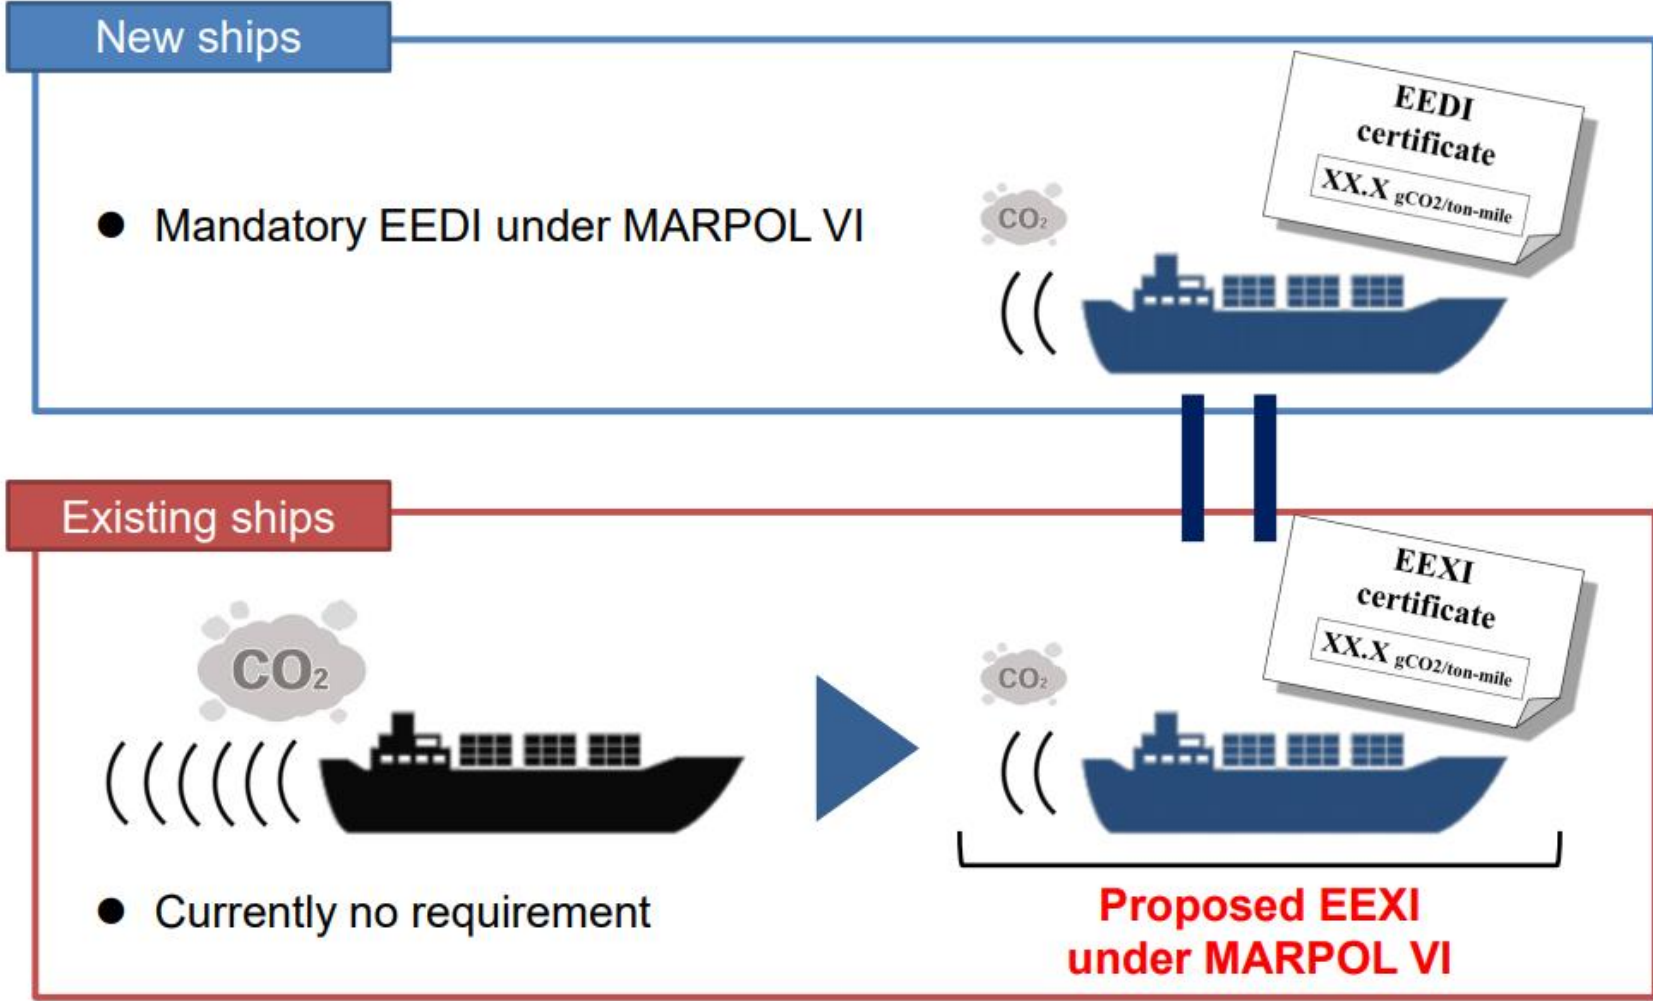 New ships
EEDI
certificate
XX.X gCO2/ton-mile
● Mandatory EEDI under MARPOL VI
CO₂
Existing ships
EEXI
certificate
XX.X gCO2/ton-mile
CO₂
CO₂
● Currently no requirement
Proposed EEXI
under MARPOL VI